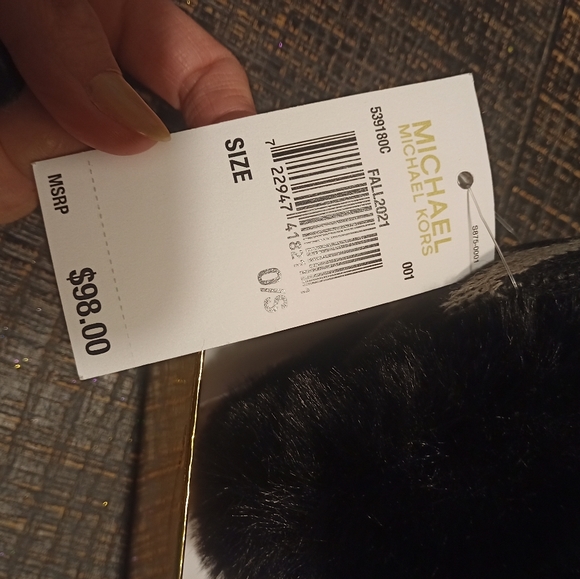 MICHAEL
MICHAEL KORS
539180C FALL2021 001
SIZE O/S
MSRP $98.00